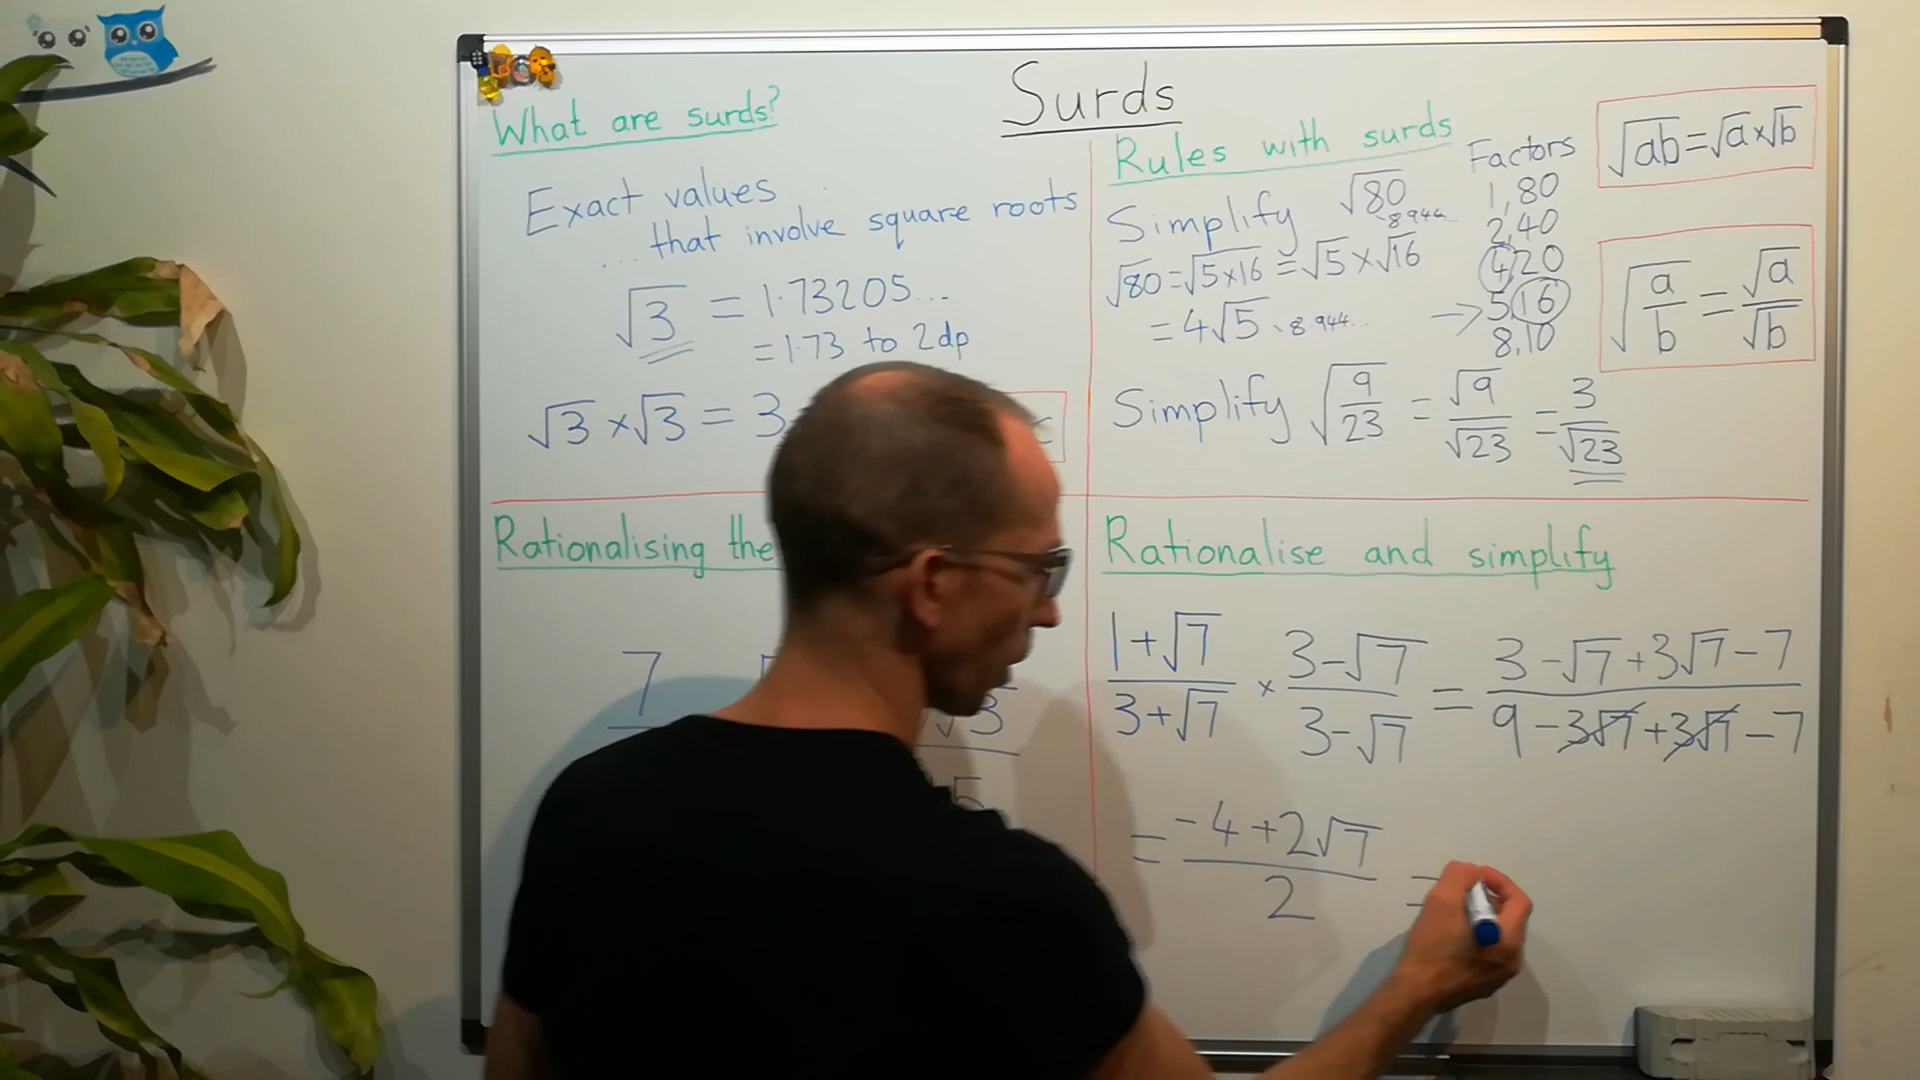 Surds
What are surds?
Exact values...
...that involve square roots
√3 = 1.73205...
= 1.73 to 2dp
√3 × √3 = 3
Rules with surds
Simplify √80
8.944...
√80 = √5×16 = √5 × √16
= 4√5 8.944...
Factors
1, 80
2, 40
4, 20
→ 5, 16
8, 10
√ab = √a × √b
√(a/b) = √a/√b
Simplify √(9/23) = √9/√23 = 3/√23
Rationalising the
7
√3
5
Rationalise and simplify
(1+√7)/(3+√7) × (3-√7)/(3-√7) = (3-√7+3√7-7)/(9-3√7+3√7-7)
= (-4+2√7)/2 =